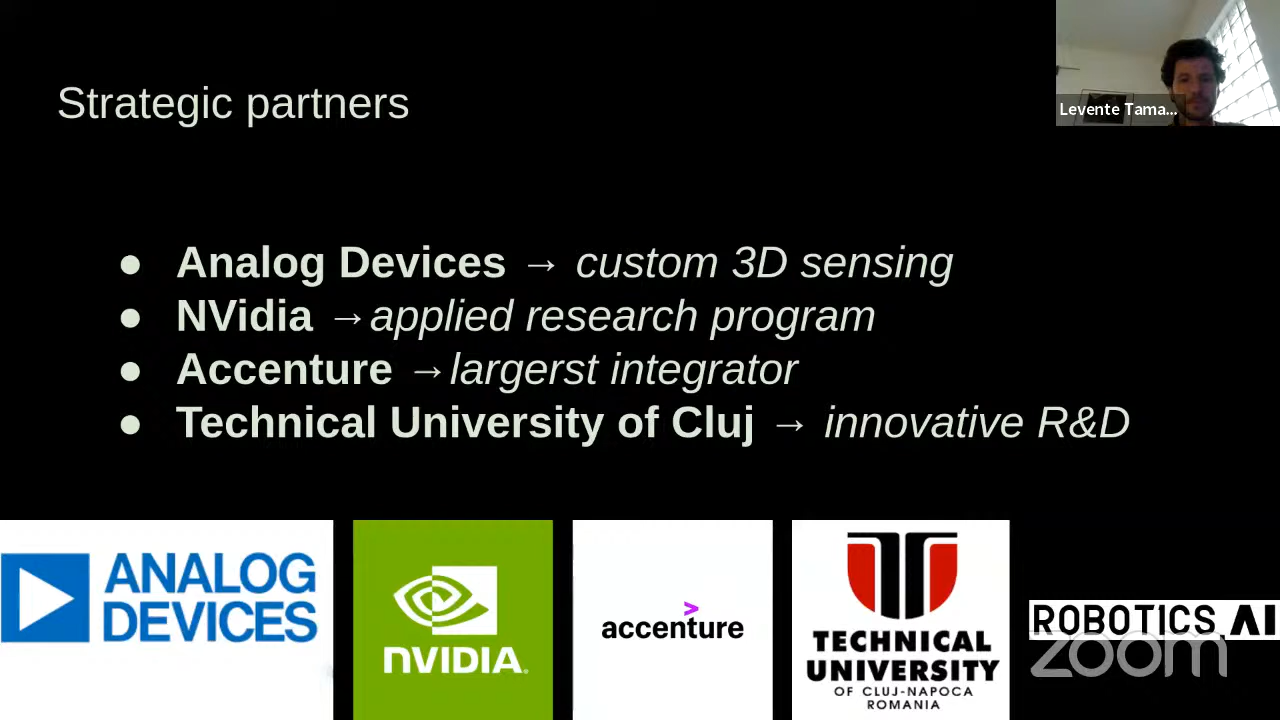 Strategic partners
Levente Tama...
● Analog Devices → custom 3D sensing
● NVidia →applied research program
● Accenture →largerst integrator
● Technical University of Cluj → innovative R&D
ANALOG
DEVICES
NVIDIA
accenture
TECHNICAL
UNIVERSITY
OF CLUJ-NAPOCA
ROMANIA
ROBOTICS.AI
zoom